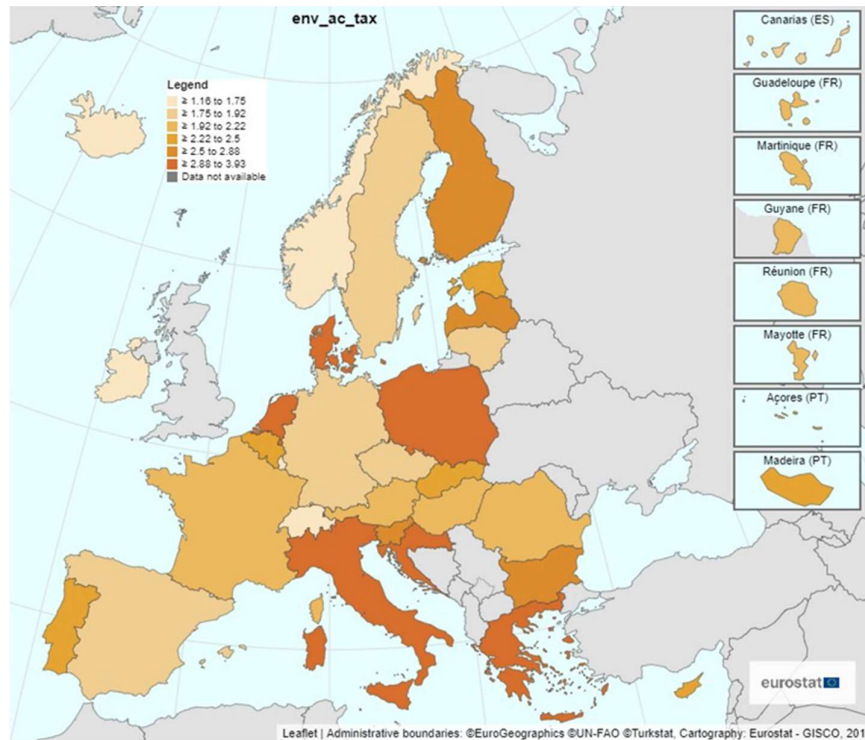 env_ac_tax
Legend
≥ 1.16 to 1.75
≥ 1.75 to 1.92
≥ 1.92 to 2.22
≥ 2.22 to 2.5
≥ 2.5 to 2.88
≥ 2.88 to 3.93
Data not available
Canarias (ES)
Guadeloupe (FR)
Martinique (FR)
Guyane (FR)
Réunion (FR)
Mayotte (FR)
Açores (PT)
Madeira (PT)
eurostat
Leaflet | Administrative boundaries: ©EuroGeographics ©UN-FAO ©Turkstat, Cartography: Eurostat - GISCO, 201